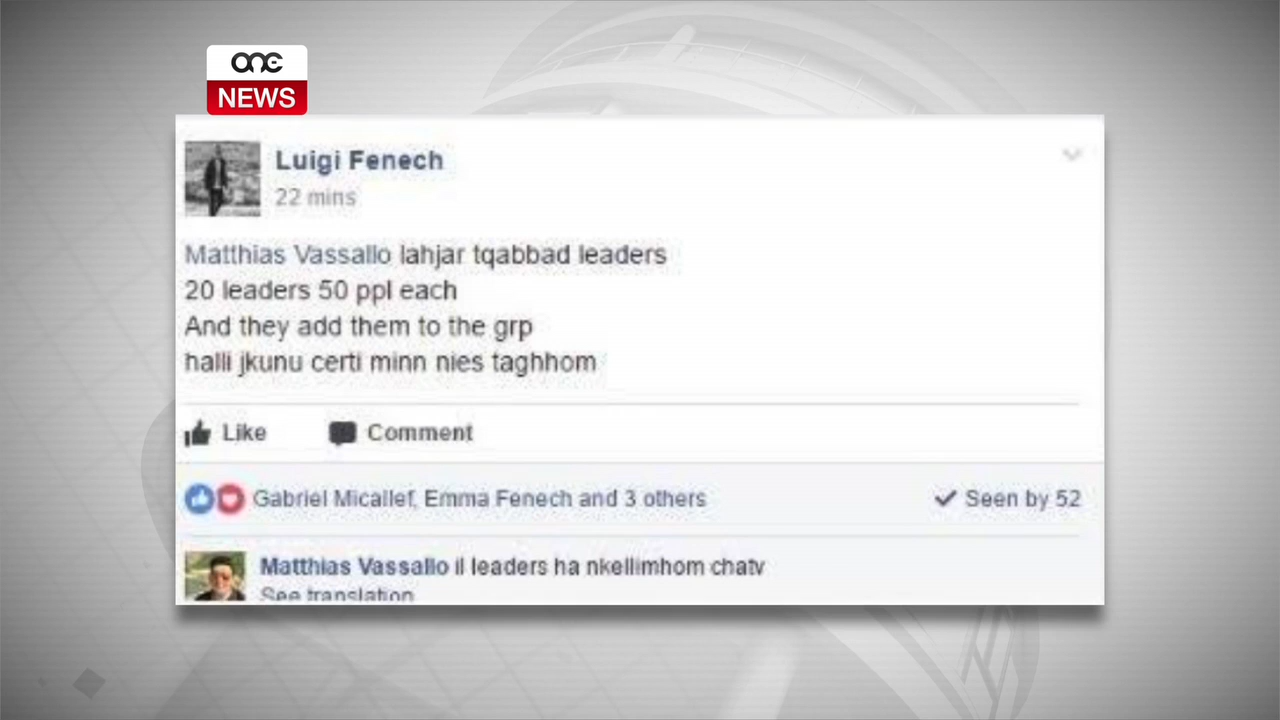 one
NEWS
Luigi Fenech
22 mins
Matthias Vassallo lahjar tqabbad leaders
20 leaders 50 ppl each
And they add them to the grp
halli jkunu certi minn nies taghhom
Like Comment
Gabriel Micallef, Emma Fenech and 3 others Seen by 52
Matthias Vassallo il leaders ha nkellimhom chatv
See translation